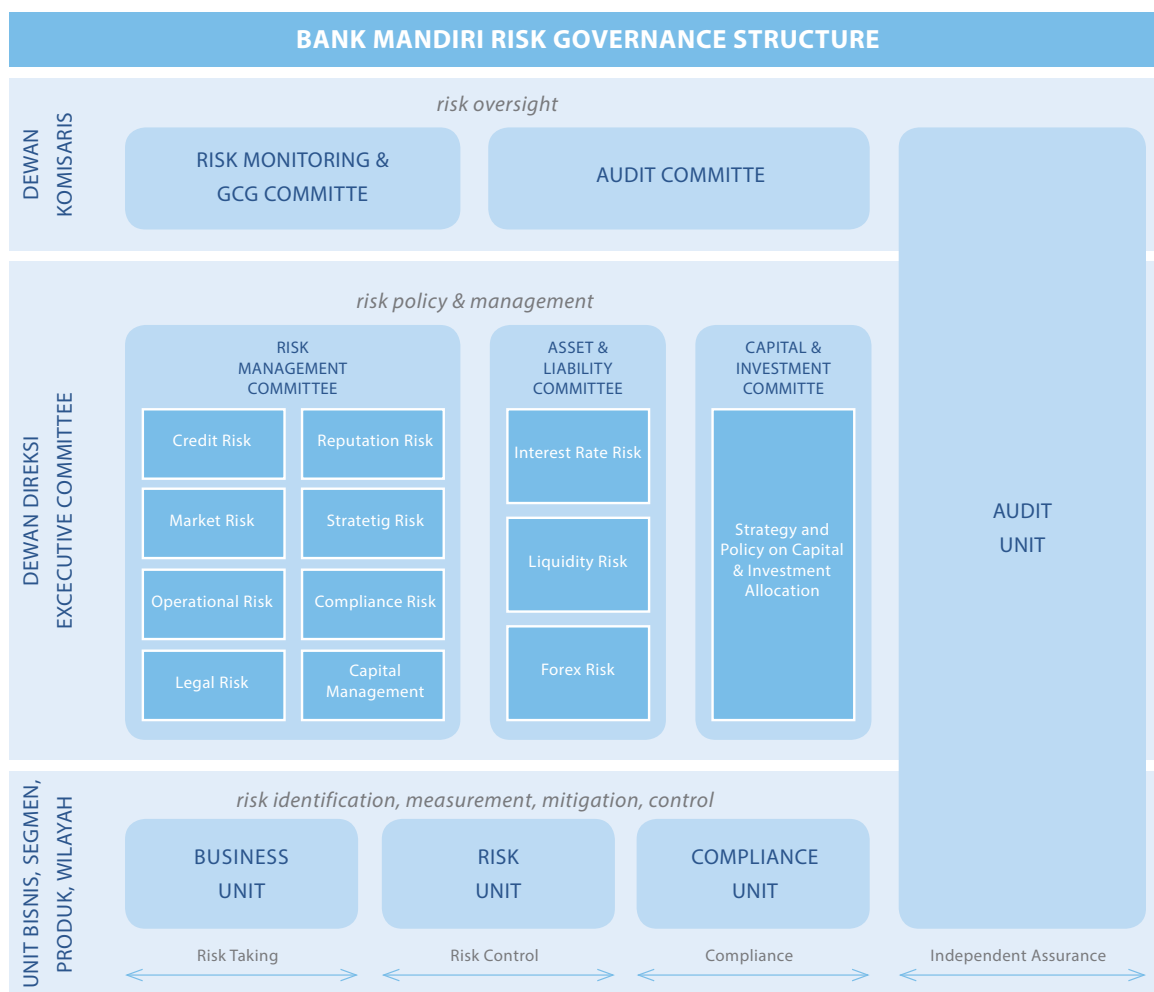 BANK MANDIRI RISK GOVERNANCE STRUCTURE
DEWAN
KOMISARIS
risk oversight
RISK MONITORING &
GCG COMMITTE
AUDIT COMMITTE
DEWAN DIREKSI
EXCECUTIVE COMMITTEE
risk policy & management
RISK
MANAGEMENT
COMMITTEE
Credit Risk
Reputation Risk
Market Risk
Stratetig Risk
Operational Risk
Compliance Risk
Legal Risk
Capital
Management
ASSET &
LIABILITY
COMMITTEE
Interest Rate Risk
Liquidity Risk
Forex Risk
CAPITAL &
INVESTMENT
COMMITTE
Strategy and
Policy on Capital
& Investment
Allocation
AUDIT
UNIT
UNIT BISNIS, SEGMEN,
PRODUK, WILAYAH
risk identification, measurement, mitigation, control
BUSINESS
UNIT
RISK
UNIT
COMPLIANCE
UNIT
Risk Taking
Risk Control
Compliance
Independent Assurance